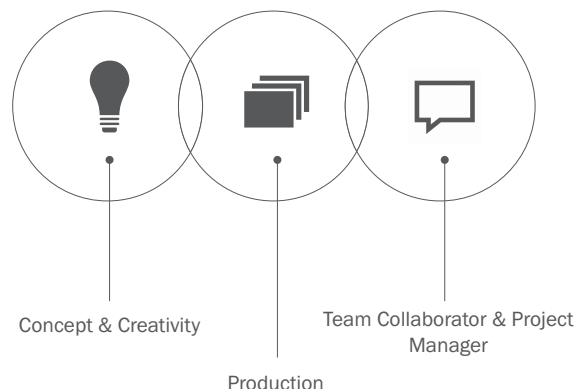 Concept & Creativity
Team Collaborator & Project
Manager
Production